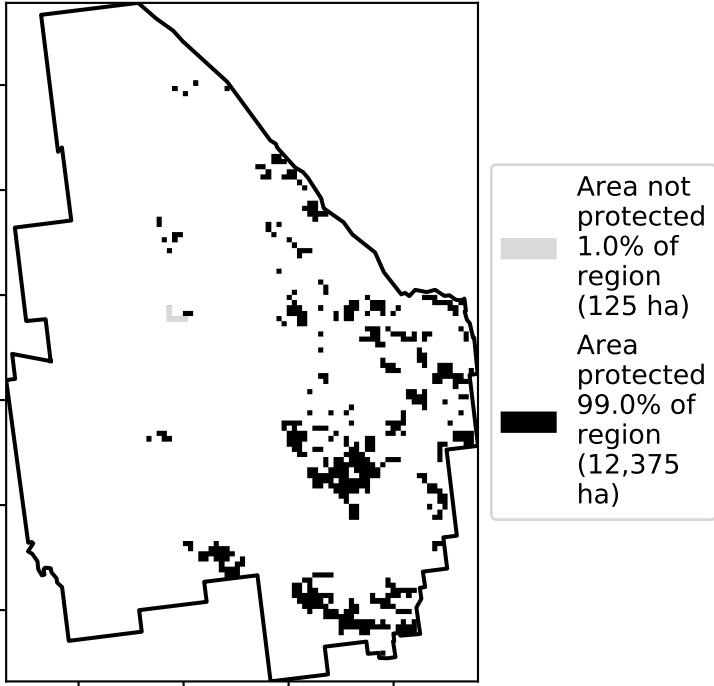 Area not
protected
1.0% of
region
(125 ha)
Area
protected
99.0% of
region
(12,375
ha)